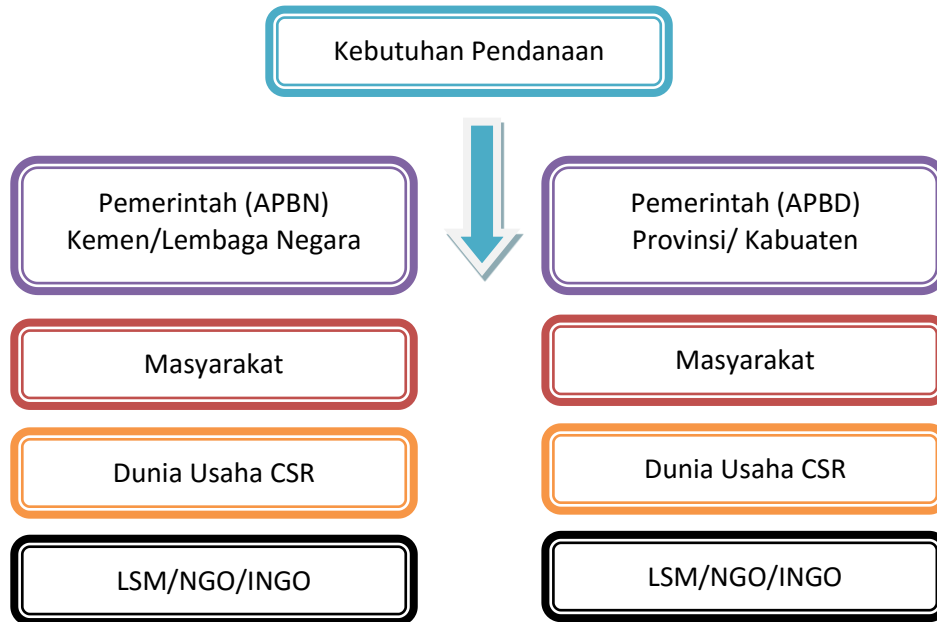 Kebutuhan Pendanaan
Pemerintah (APBN)
Kemen/Lembaga Negara
Pemerintah (APBD)
Provinsi/ Kabuaten
Masyarakat
Masyarakat
Dunia Usaha CSR
Dunia Usaha CSR
LSM/NGO/INGO
LSM/NGO/INGO